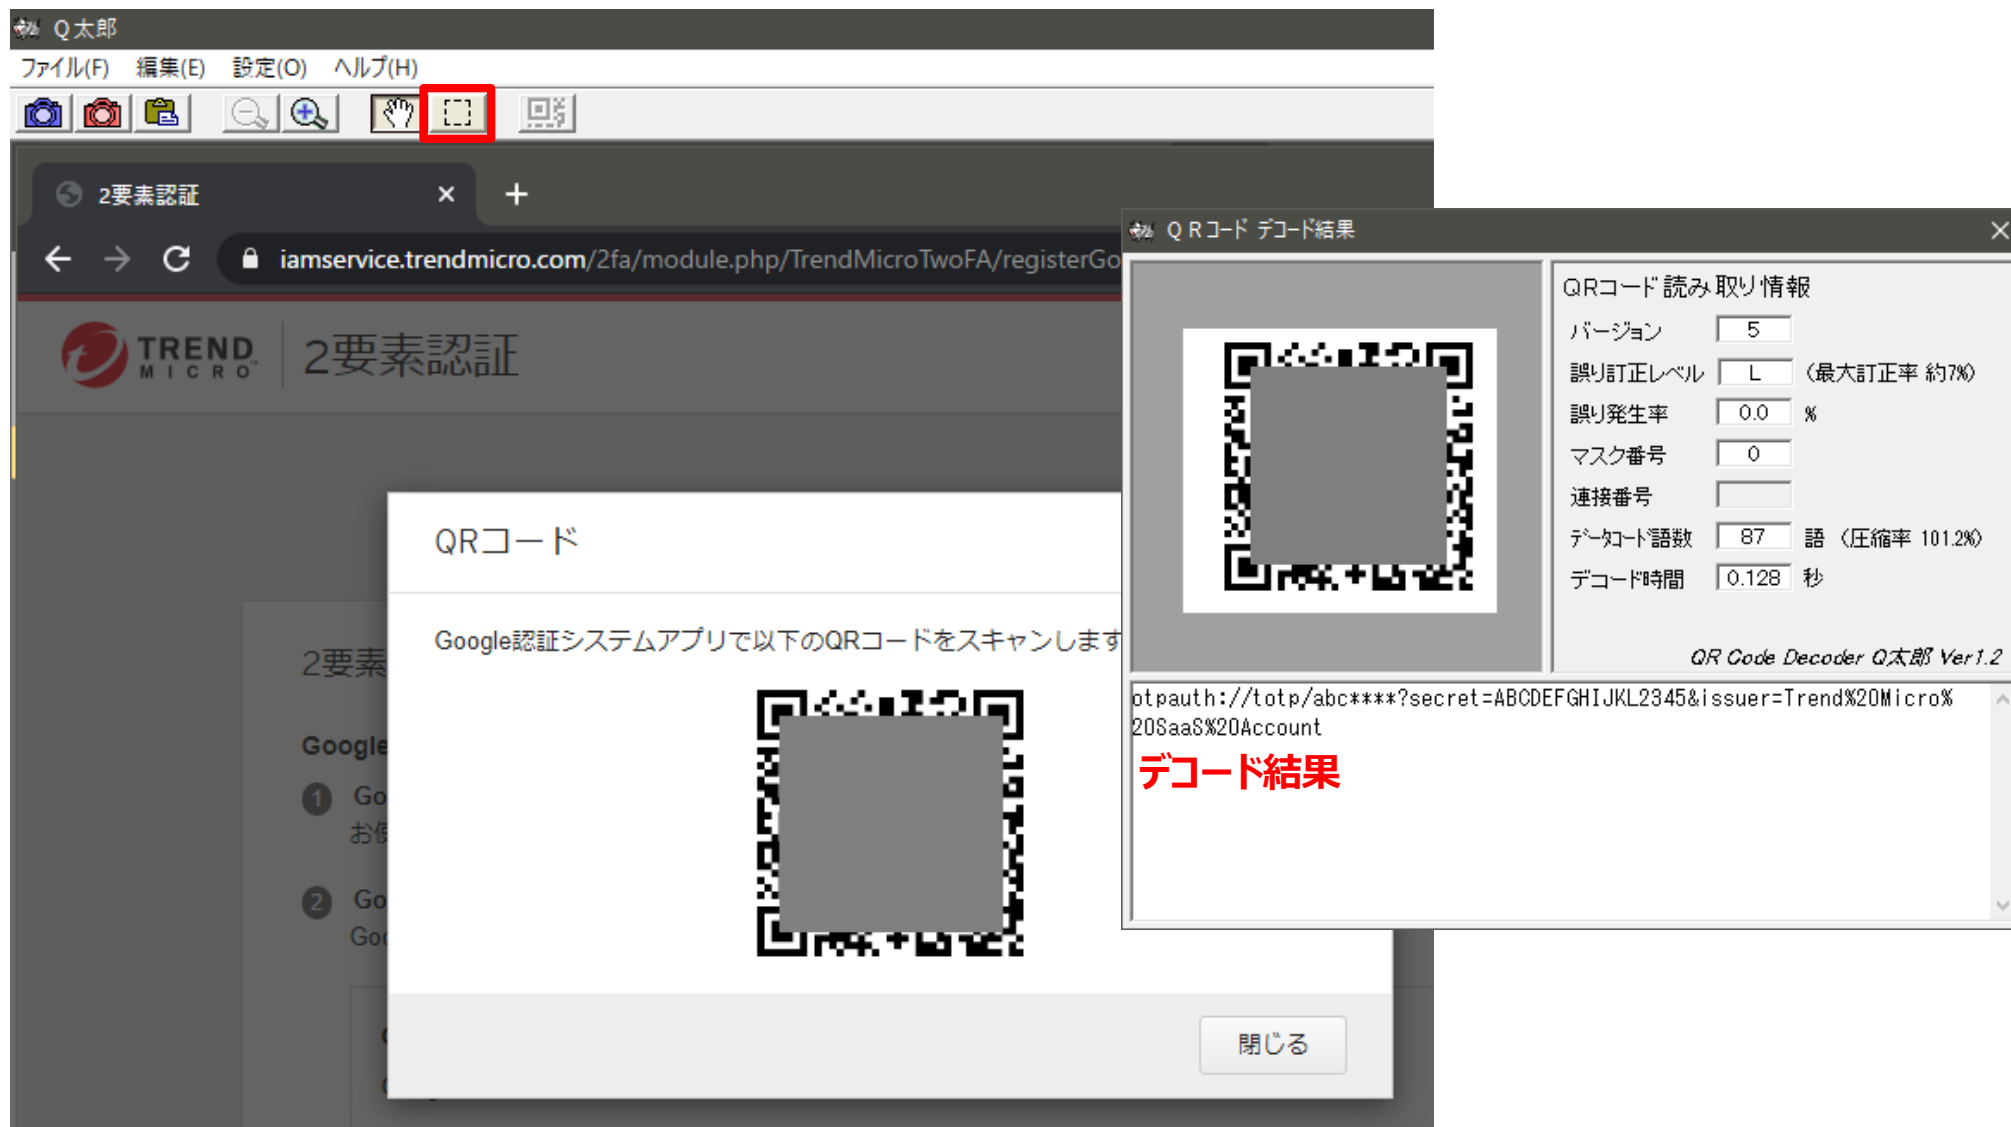 Q太郎
ファイル(F) 編集(E) 設定(O) ヘルプ(H)
2要素認証
iamservice.trendmicro.com/2fa/module.php/TrendMicroTwoFA/registerGo
TREND MICRO™
2要素認証
QRコード
Google認証システムアプリで以下のQRコードをスキャンします
2要素
Google
1 Go
お使
2 Go
Goo
閉じる
QRコード デコード結果
QRコード読み取り情報
バージョン 5
誤り訂正レベル L （最大訂正率 約7%）
誤り発生率 0.0 %
マスク番号 0
連接番号
データコード語数 87 語 （圧縮率 101.2%）
デコード時間 0.128 秒
QR Code Decoder Q太郎 Ver1.2
otpauth://totp/abc****?secret=ABCDEFGHIJKL2345&issuer=Trend%20Micro%
20SaaS%20Account
デコード結果